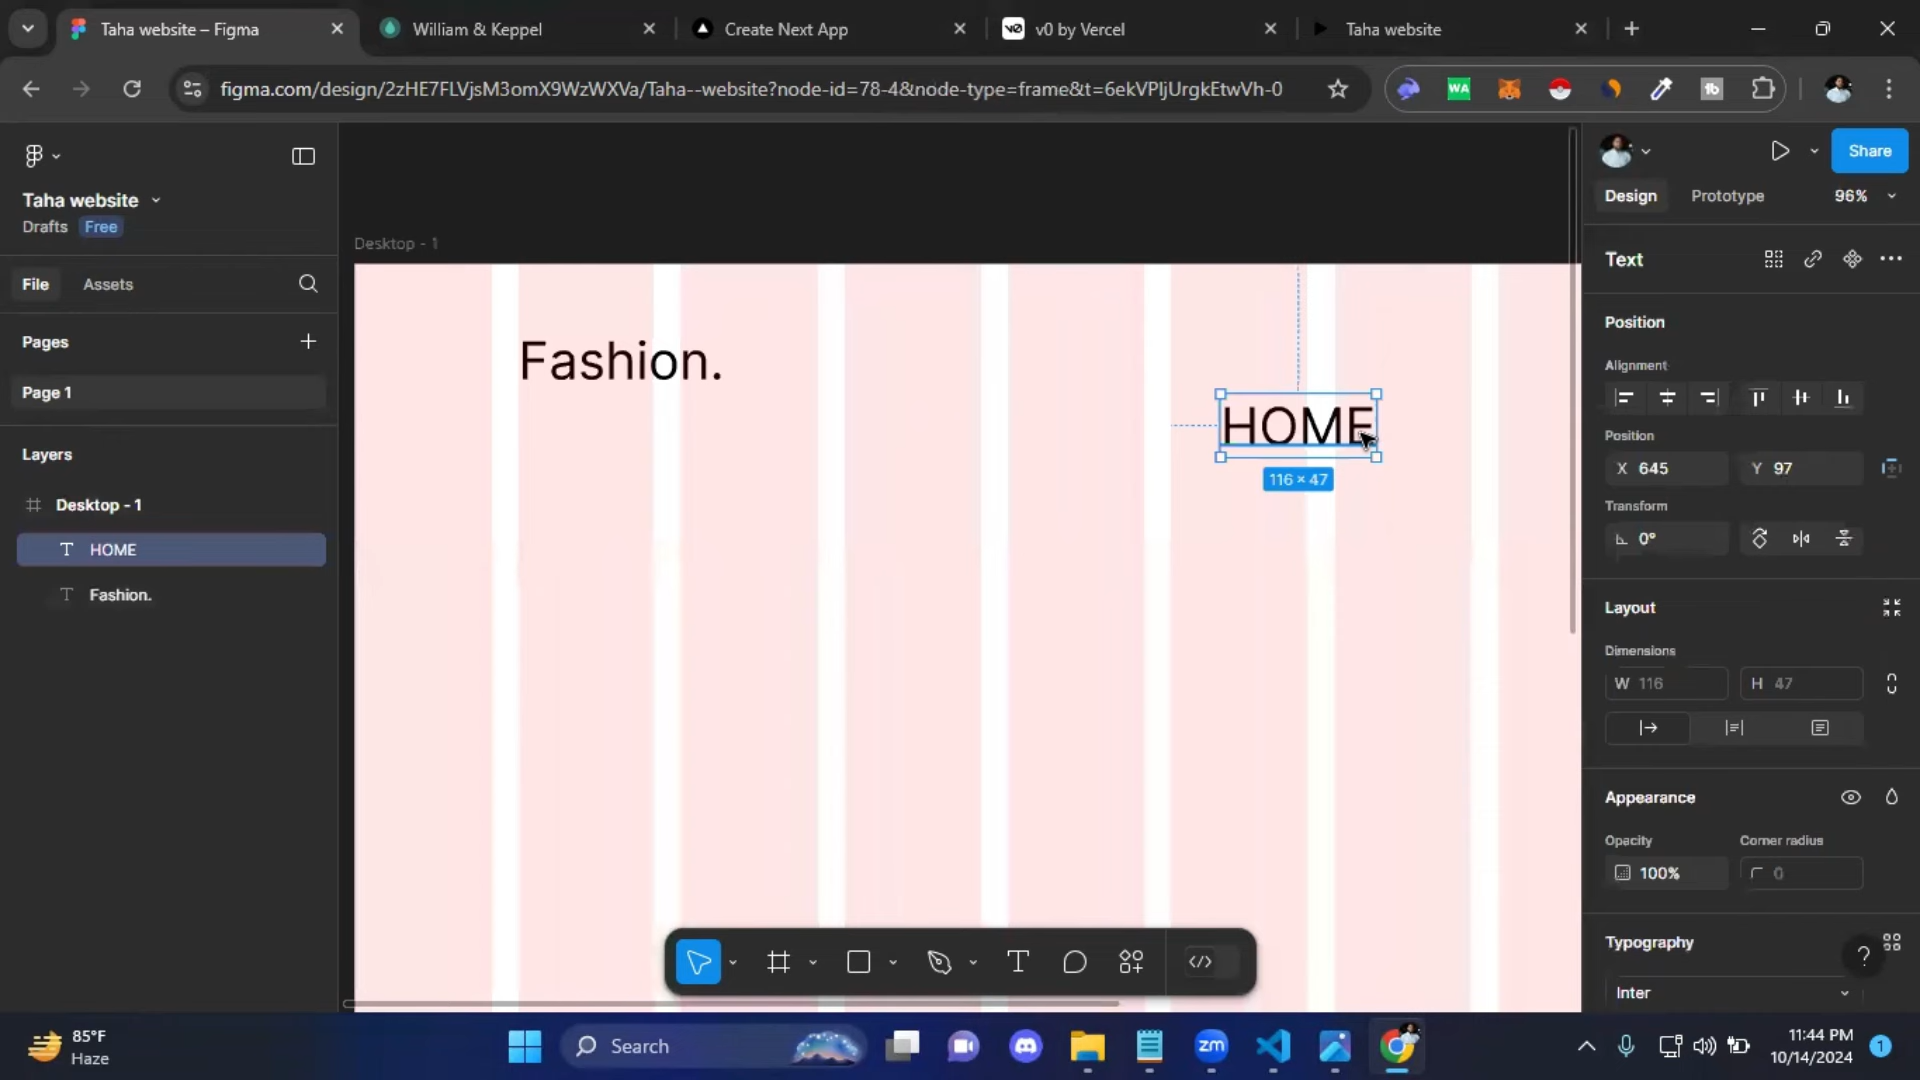 Taha website – Figma
William & Keppel
Create Next App
v0 by Vercel
Taha website
figma.com/design/2zHE7FLVjsM3omX9WzWXVa/Taha--website?node-id=78-4&node-type=frame&t=6ekVPljUrgkEtwVh-0
WA
Taha website
Drafts Free
File Assets
Pages
Page 1
Layers
Desktop - 1
HOME
Fashion.
Desktop - 1
Fashion.
HOME
116 × 47
Share
Design Prototype 96%
Text
Position
Alignment
Position
X 645 Y 97
Transform
0°
Layout
Dimensions
W 116 H 47
Appearance
Opacity Corner radius
100% 0
Typography
?
Inter
85°F
Haze
Search
zm
11:44 PM
10/14/2024
1